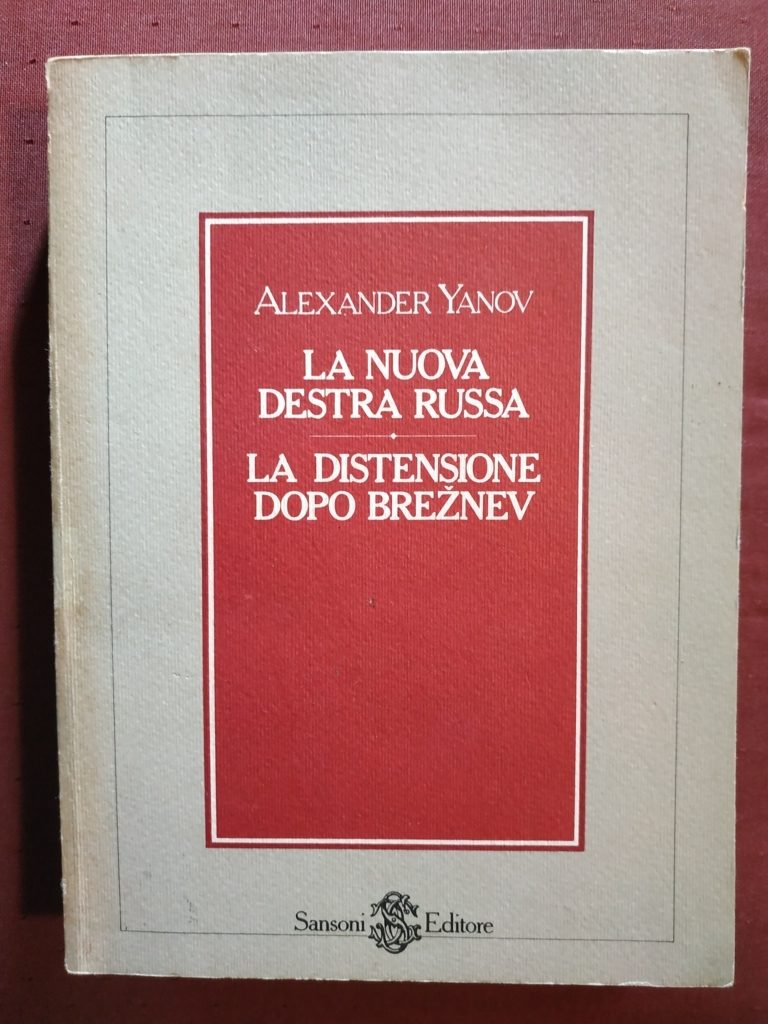 ALEXANDER YANOV
LA NUOVA
DESTRA RUSSA
LA DISTENSIONE
DOPO BREŽNEV
Sansoni Editore